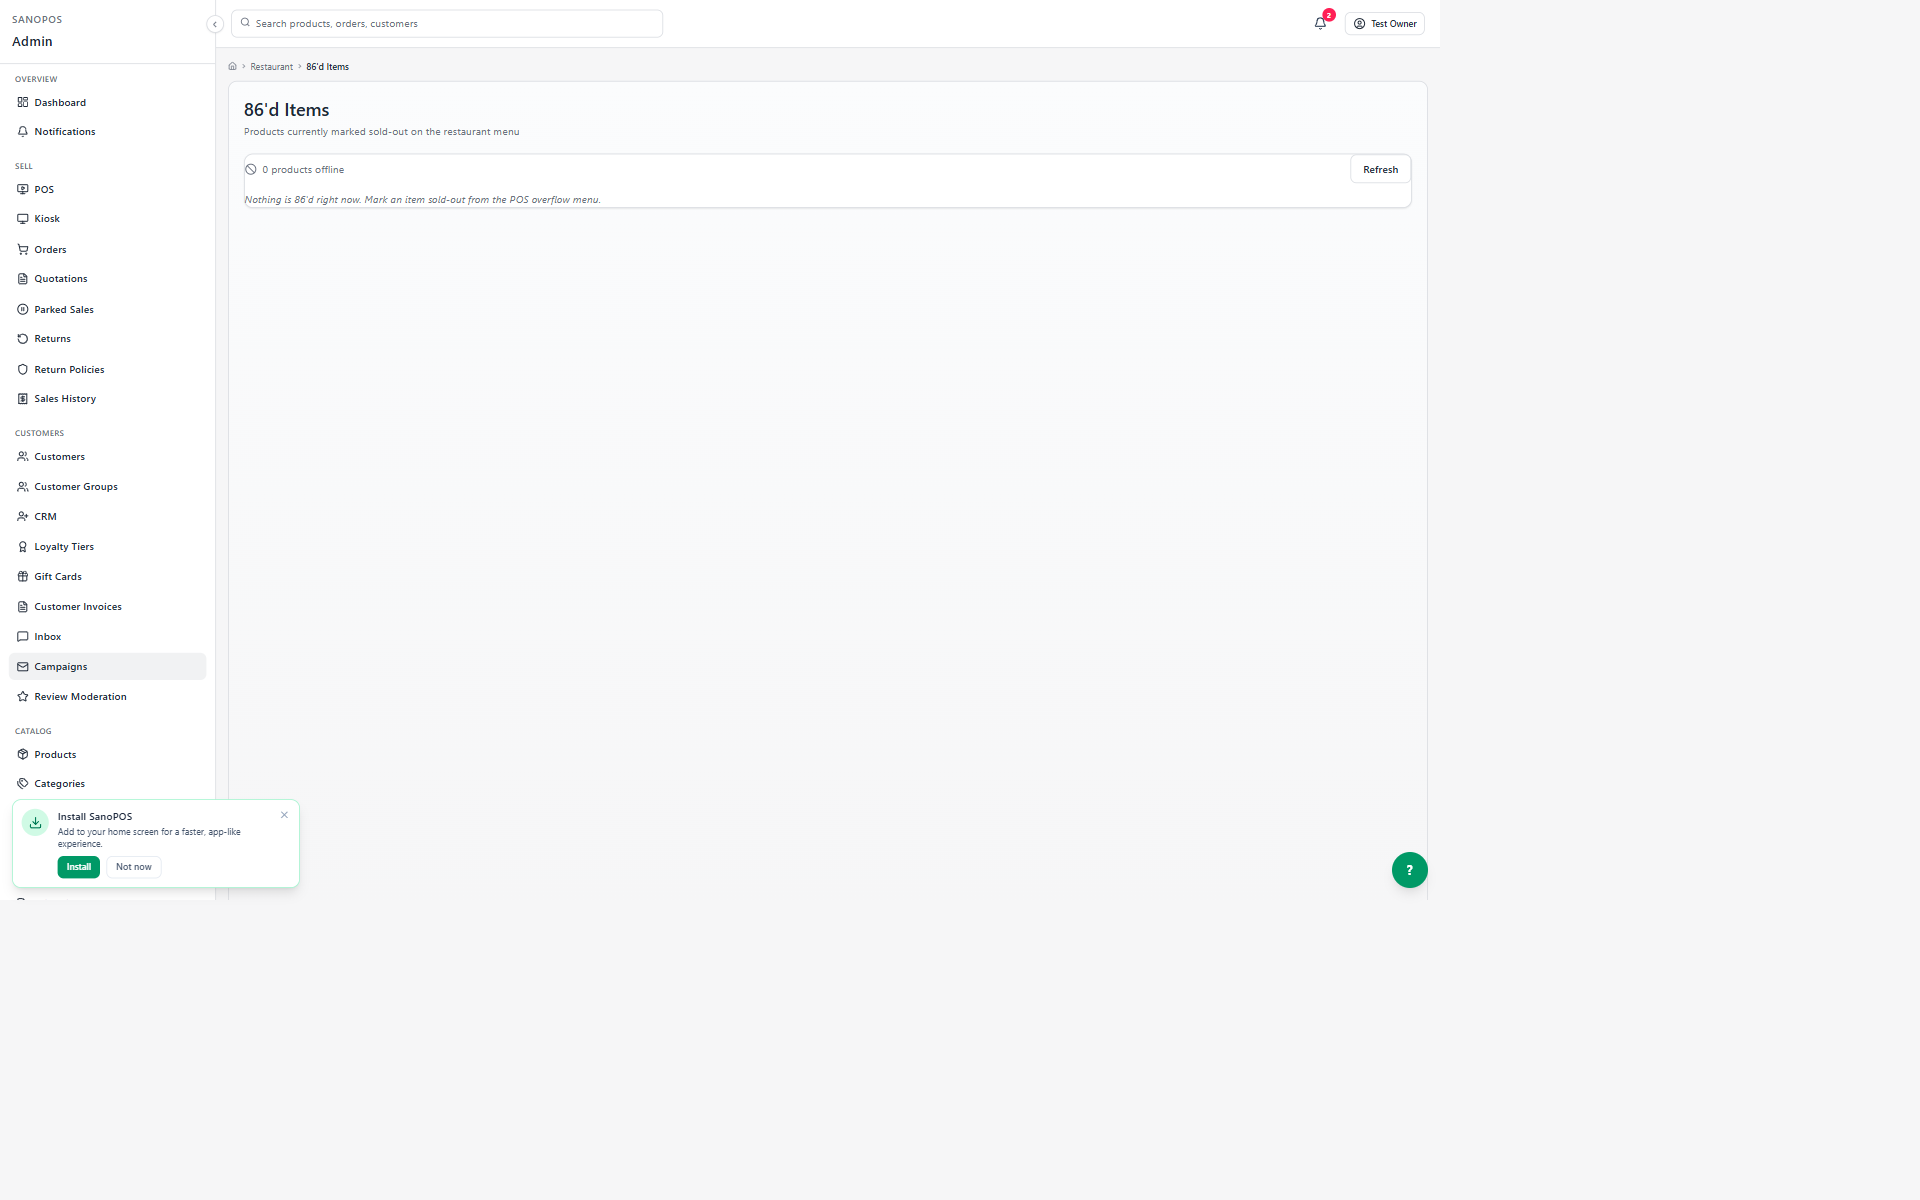 SANOPOS
Admin
Search products, orders, customers
2
Test Owner
Restaurant
86'd Items
OVERVIEW
Dashboard
Notifications
SELL
POS
Kiosk
Orders
Quotations
Parked Sales
Returns
Return Policies
Sales History
CUSTOMERS
Customers
Customer Groups
CRM
Loyalty Tiers
Gift Cards
Customer Invoices
Inbox
Campaigns
Review Moderation
CATALOG
Products
Categories
86'd Items
Products currently marked sold-out on the restaurant menu
0 products offline
Refresh
Nothing is 86'd right now. Mark an item sold-out from the POS overflow menu.
Install SanoPOS
Add to your home screen for a faster, app-like
experience.
Install
Not now
?